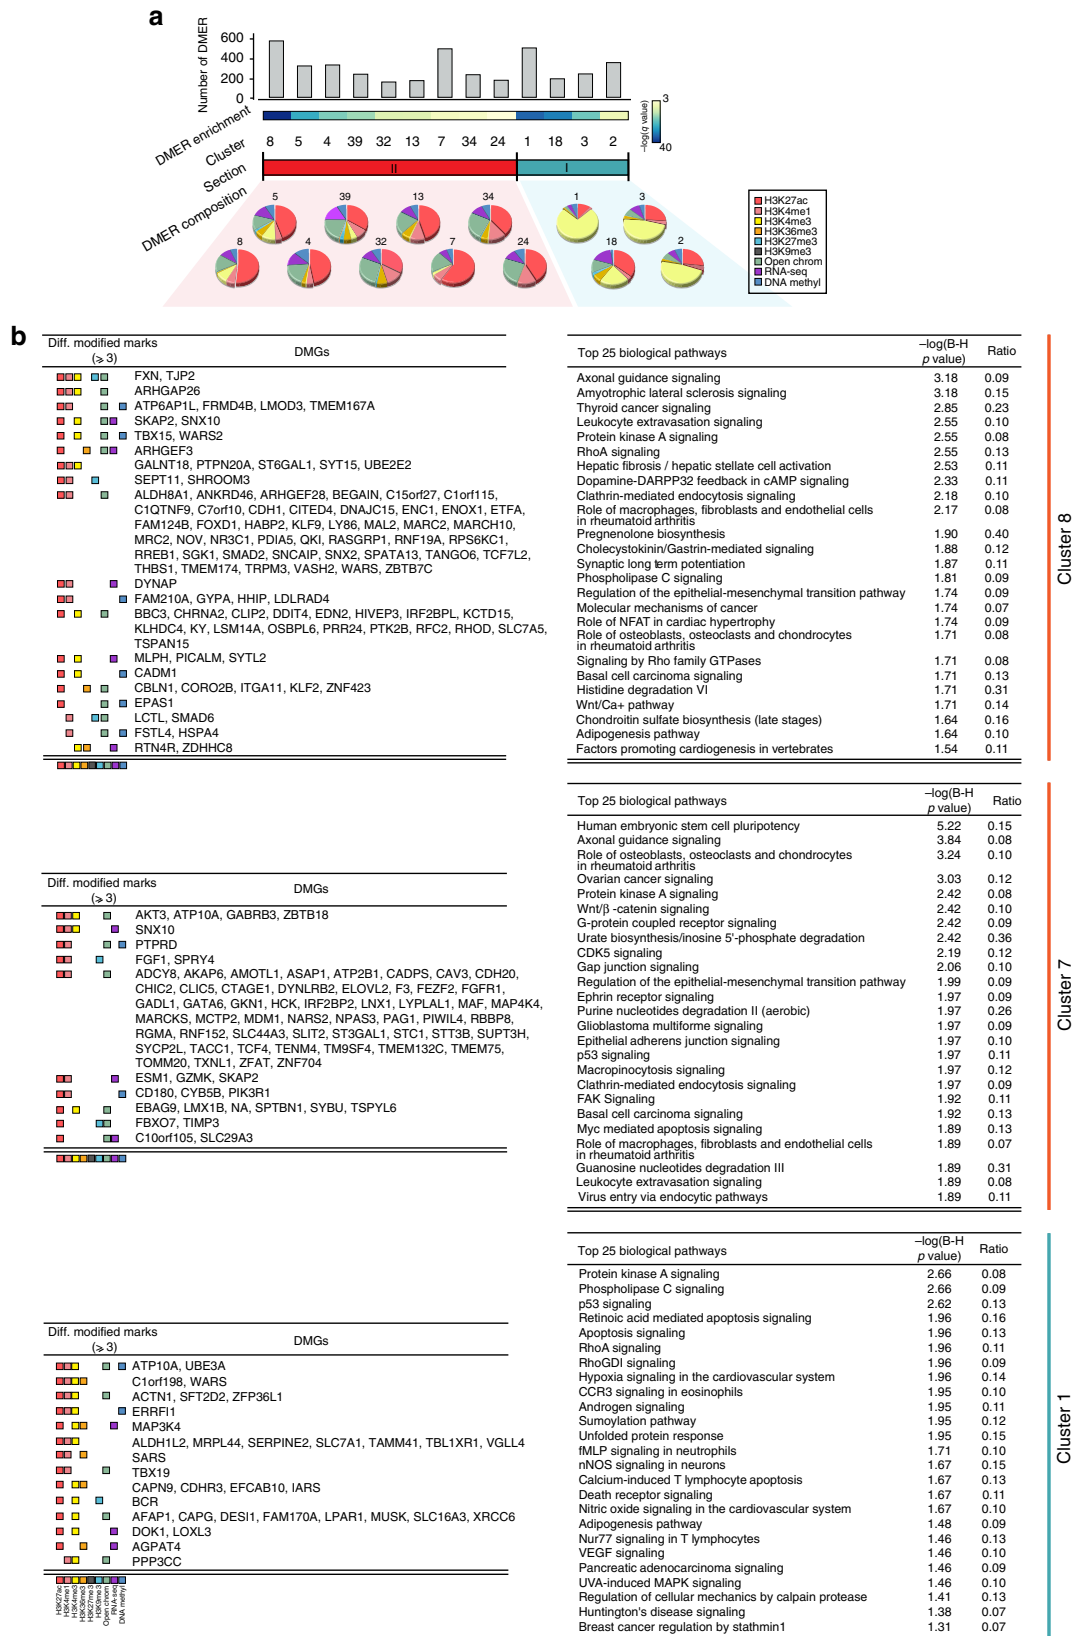 a
Number of DMER
600
400
200
0
DMER enrichment
–log(q value)
3
40
Cluster
8 5 4 39 32 13 7 34 24 1 18 3 2
Section
II I
DMER composition
5 39 13 34 1 3
8 4 32 7 24 18 2
H3K27ac
H3K4me1
H3K4me3
H3K36me3
H3K27me3
H3K9me3
Open chrom
RNA-seq
DNA methyl
b
Diff. modified marks
(⩾ 3)
DMGs
FXN, TJP2
ARHGAP26
ATP6AP1L, FRMD4B, LMOD3, TMEM167A
SKAP2, SNX10
TBX15, WARS2
ARHGEF3
GALNT18, PTPN20A, ST6GAL1, SYT15, UBE2E2
SEPT11, SHROOM3
ALDH8A1, ANKRD46, ARHGEF28, BEGAIN, C15orf27, C1orf115,
C1QTNF9, C7orf10, CDH1, CITED4, DNAJC15, ENC1, ENOX1, ETFA,
FAM124B, FOXD1, HABP2, KLF9, LY86, MAL2, MARC2, MARCH10,
MRC2, NOV, NR3C1, PDIA5, QKI, RASGRP1, RNF19A, RPS6KC1,
RREB1, SGK1, SMAD2, SNCAIP, SNX2, SPATA13, TANGO6, TCF7L2,
THBS1, TMEM174, TRPM3, VASH2, WARS, ZBTB7C
DYNAP
FAM210A, GYPA, HHIP, LDLRAD4
BBC3, CHRNA2, CLIP2, DDIT4, EDN2, HIVEP3, IRF2BPL, KCTD15,
KLHDC4, KY, LSM14A, OSBPL6, PRR24, PTK2B, RFC2, RHOD, SLC7A5,
TSPAN15
MLPH, PICALM, SYTL2
CADM1
CBLN1, CORO2B, ITGA11, KLF2, ZNF423
EPAS1
LCTL, SMAD6
FSTL4, HSPA4
RTN4R, ZDHHC8
Top 25 biological pathways –log(B-H p value) Ratio
Axonal guidance signaling 3.18 0.09
Amyotrophic lateral sclerosis signaling 3.18 0.15
Thyroid cancer signaling 2.85 0.23
Leukocyte extravasation signaling 2.55 0.10
Protein kinase A signaling 2.55 0.08
RhoA signaling 2.55 0.13
Hepatic fibrosis / hepatic stellate cell activation 2.53 0.11
Dopamine-DARPP32 feedback in cAMP signaling 2.33 0.11
Clathrin-mediated endocytosis signaling 2.18 0.10
Role of macrophages, fibroblasts and endothelial cells 2.17 0.08
in rheumatoid arthritis
Pregnenolone biosynthesis 1.90 0.40
Cholecystokinin/Gastrin-mediated signaling 1.88 0.12
Synaptic long term potentiation 1.87 0.11
Phospholipase C signaling 1.81 0.09
Regulation of the epithelial-mesenchymal transition pathway 1.74 0.09
Molecular mechanisms of cancer 1.74 0.07
Role of NFAT in cardiac hypertrophy 1.74 0.09
Role of osteoblasts, osteoclasts and chondrocytes 1.71 0.08
in rheumatoid arthritis
Signaling by Rho family GTPases 1.71 0.08
Basal cell carcinoma signaling 1.71 0.13
Histidine degradation VI 1.71 0.31
Wnt/Ca+ pathway 1.71 0.14
Chondroitin sulfate biosynthesis (late stages) 1.64 0.16
Adipogenesis pathway 1.64 0.10
Factors promoting cardiogenesis in vertebrates 1.54 0.11
Cluster 8
Diff. modified marks
(⩾ 3)
DMGs
AKT3, ATP10A, GABRB3, ZBTB18
SNX10
PTPRD
FGF1, SPRY4
ADCY8, AKAP6, AMOTL1, ASAP1, ATP2B1, CADPS, CAV3, CDH20,
CHIC2, CLIC5, CTAGE1, DYNLRB2, ELOVL2, F3, FEZF2, FGFR1,
GADL1, GATA6, GKN1, HCK, IRF2BP2, LNX1, LYPLAL1, MAF, MAP4K4,
MARCKS, MCTP2, MDM1, NARS2, NPAS3, PAG1, PIWIL4, RBBP8,
RGMA, RNF152, SLC44A3, SLIT2, ST3GAL1, STC1, STT3B, SUPT3H,
SYCP2L, TACC1, TCF4, TENM4, TM9SF4, TMEM132C, TMEM75,
TOMM20, TXNL1, ZFAT, ZNF704
ESM1, GZMK, SKAP2
CD180, CYB5B, PIK3R1
EBAG9, LMX1B, NA, SPTBN1, SYBU, TSPYL6
FBXO7, TIMP3
C10orf105, SLC29A3
Top 25 biological pathways –log(B-H p value) Ratio
Human embryonic stem cell pluripotency 5.22 0.15
Axonal guidance signaling 3.84 0.08
Role of osteoblasts, osteoclasts and chondrocytes 3.24 0.10
in rheumatoid arthritis
Ovarian cancer signaling 3.03 0.12
Protein kinase A signaling 2.42 0.08
Wnt/β -catenin signaling 2.42 0.10
G-protein coupled receptor signaling 2.42 0.09
Urate biosynthesis/inosine 5'-phosphate degradation 2.42 0.36
CDK5 signaling 2.19 0.12
Gap junction signaling 2.06 0.10
Regulation of the epithelial-mesenchymal transition pathway 1.99 0.09
Ephrin receptor signaling 1.97 0.09
Purine nucleotides degradation II (aerobic) 1.97 0.26
Glioblastoma multiforme signaling 1.97 0.09
Epithelial adherens junction signaling 1.97 0.10
p53 signaling 1.97 0.11
Macropinocytosis signaling 1.97 0.12
Clathrin-mediated endocytosis signaling 1.97 0.09
FAK Signaling 1.92 0.11
Basal cell carcinoma signaling 1.92 0.13
Myc mediated apoptosis signaling 1.89 0.13
Role of macrophages, fibroblasts and endothelial cells 1.89 0.07
in rheumatoid arthritis
Guanosine nucleotides degradation III 1.89 0.31
Leukocyte extravasation signaling 1.89 0.08
Virus entry via endocytic pathways 1.89 0.11
Cluster 7
Diff. modified marks
(⩾ 3)
DMGs
ATP10A, UBE3A
C1orf198, WARS
ACTN1, SFT2D2, ZFP36L1
ERRFI1
MAP3K4
ALDH1L2, MRPL44, SERPINE2, SLC7A1, TAMM41, TBL1XR1, VGLL4
SARS
TBX19
CAPN9, CDHR3, EFCAB10, IARS
BCR
AFAP1, CAPG, DESI1, FAM170A, LPAR1, MUSK, SLC16A3, XRCC6
DOK1, LOXL3
AGPAT4
PPP3CC
H3K27ac
H3K4me1
H3K4me3
H3K36me3
H3K27me3
H3K9me3
Open chrom
RNA-seq
DNA methyl
Top 25 biological pathways –log(B-H p value) Ratio
Protein kinase A signaling 2.66 0.08
Phospholipase C signaling 2.66 0.09
p53 signaling 2.62 0.13
Retinoic acid mediated apoptosis signaling 1.96 0.16
Apoptosis signaling 1.96 0.13
RhoA signaling 1.96 0.11
RhoGDI signaling 1.96 0.09
Hypoxia signaling in the cardiovascular system 1.96 0.14
CCR3 signaling in eosinophils 1.95 0.10
Androgen signaling 1.95 0.11
Sumoylation pathway 1.95 0.12
Unfolded protein response 1.95 0.15
fMLP signaling in neutrophils 1.71 0.10
nNOS signaling in neurons 1.67 0.15
Calcium-induced T lymphocyte apoptosis 1.67 0.13
Death receptor signaling 1.67 0.11
Nitric oxide signaling in the cardiovascular system 1.67 0.10
Adipogenesis pathway 1.48 0.09
Nur77 signaling in T lymphocytes 1.46 0.13
VEGF signaling 1.46 0.10
Pancreatic adenocarcinoma signaling 1.46 0.09
UVA-induced MAPK signaling 1.46 0.10
Regulation of cellular mechanics by calpain protease 1.41 0.13
Huntington's disease signaling 1.38 0.07
Breast cancer regulation by stathmin1 1.31 0.07
Cluster 1